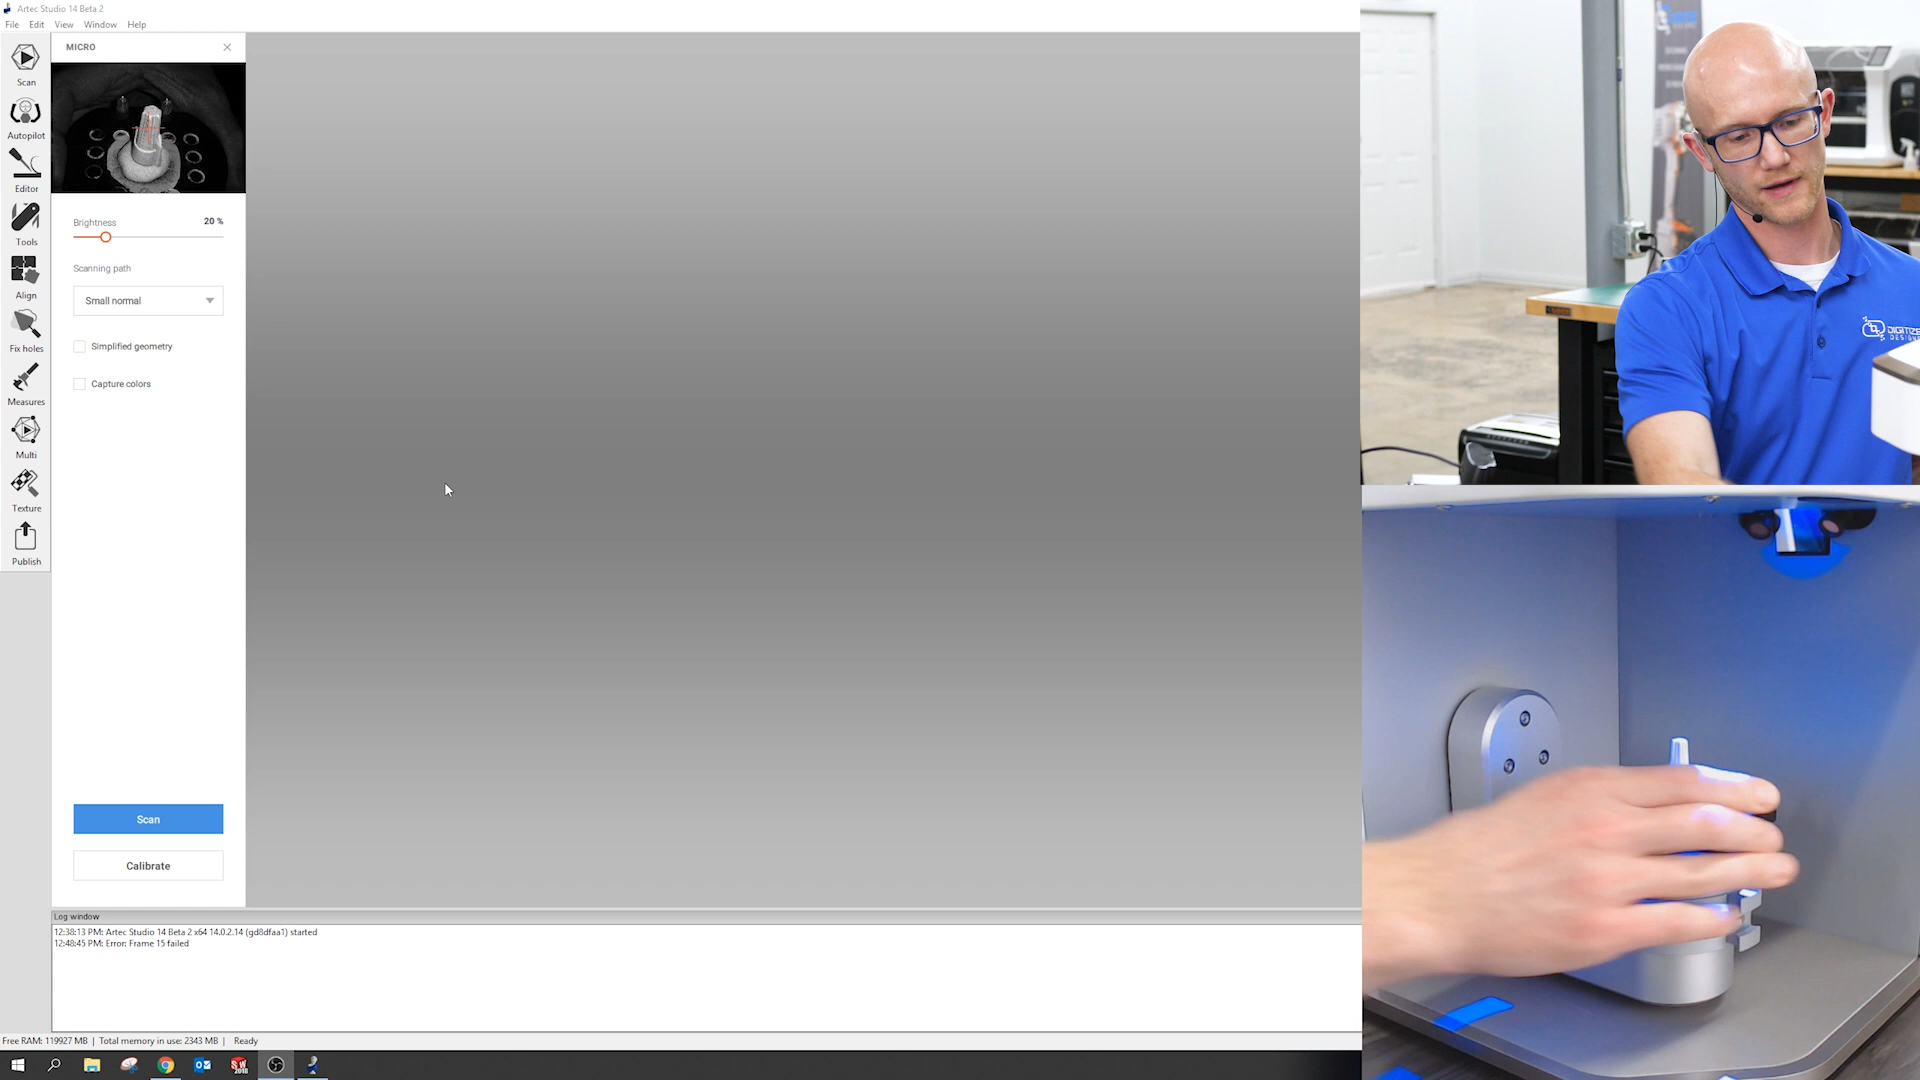 Artec Studio 14 Beta 2
File Edit View Window Help
MICRO
Scan
Autopilot
Editor
Tools
Align
Fix holes
Measures
Multi
Texture
Publish
Brightness 20 %
Scanning path
Small normal
Simplified geometry
Capture colors
Scan
Calibrate
Log window
12:38:13 PM: Artec Studio 14 Beta 2 x64 14.0.2.14 (gd8dfaa1) started
12:48:45 PM: Error: Frame 15 failed
Free RAM: 119927 MB | Total memory in use: 2343 MB | Ready
SW
2018